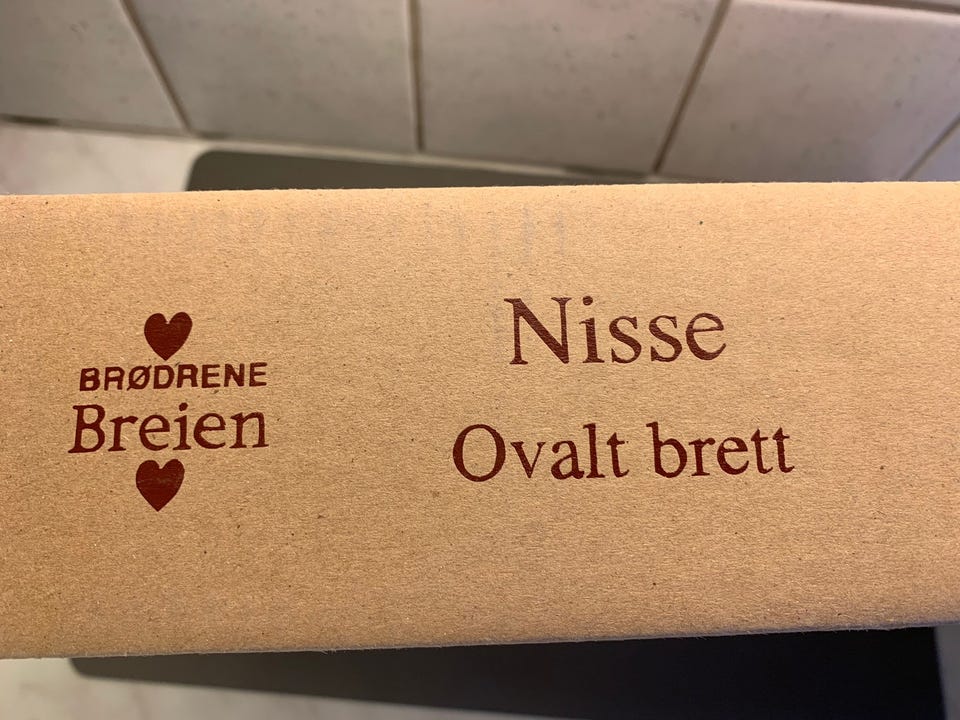 BRØDRENE
Breien
Nisse
Ovalt brett